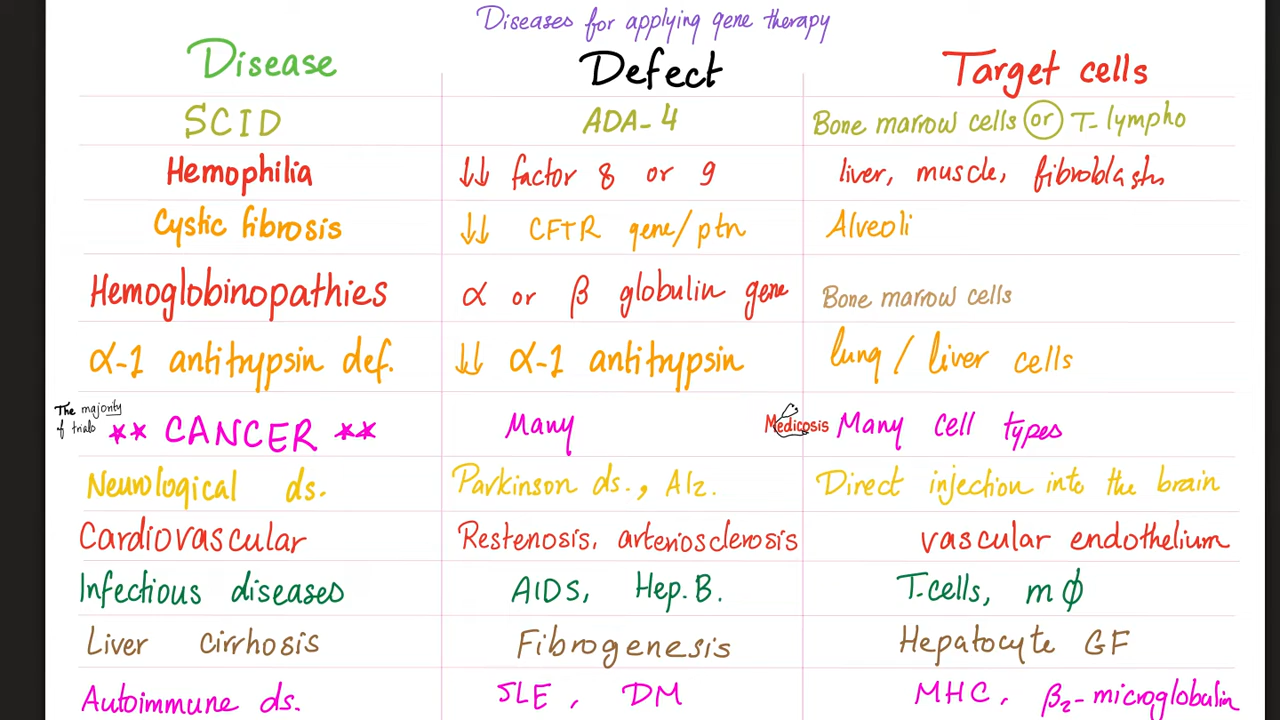 Diseases for applying gene therapy
Disease Defect Target cells
SCID ADA-4 Bone marrow cells or T-lympho
Hemophilia ↓↓ factor 8 or 9 liver, muscle, fibroblasts
Cystic fibrosis ↓↓ CFTR gene/ptn Alveoli
Hemoglobinopathies α or β globulin gene Bone marrow cells
α-1 antitrypsin def. ↓↓ α-1 antitrypsin lung / liver cells
The majority
of trials
** CANCER ** Many Medicosis Many cell types
Neurological ds. Parkinson ds., Alz. Direct injection into the brain
Cardiovascular Restenosis, arteriosclerosis vascular endothelium
Infectious diseases AIDS, Hep. B. T.cells, mϕ
Liver cirrhosis Fibrogenesis Hepatocyte GF
Autoimmune ds. SLE, DM MHC, β2-microglobulin